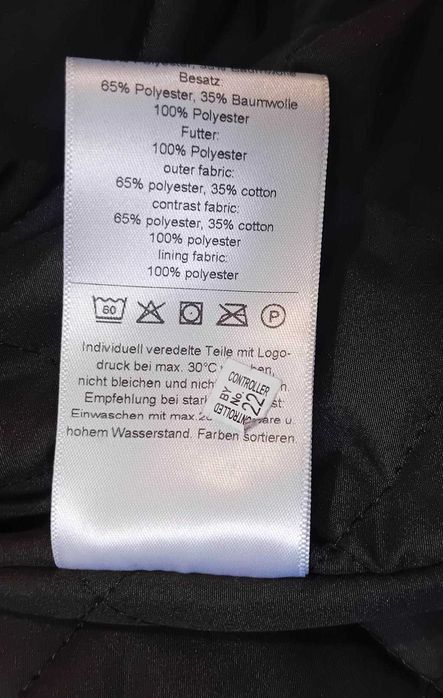 Besatz:
65% Polyester, 35% Baumwolle
100% Polyester
Futter:
100% Polyester
outer fabric:
65% polyester, 35% cotton
contrast fabric:
65% polyester, 35% cotton
100% polyester
lining fabric:
100% polyester
60 P
Individuell veredelte Teile mit Logo-
druck bei max. 30°C
nicht bleichen und
Empfehlung bei
Einwaschen mit max. u.
hohem Wasserstand. Farben sortieren.
CONTROLLER
No 22
CONTROLLED BY